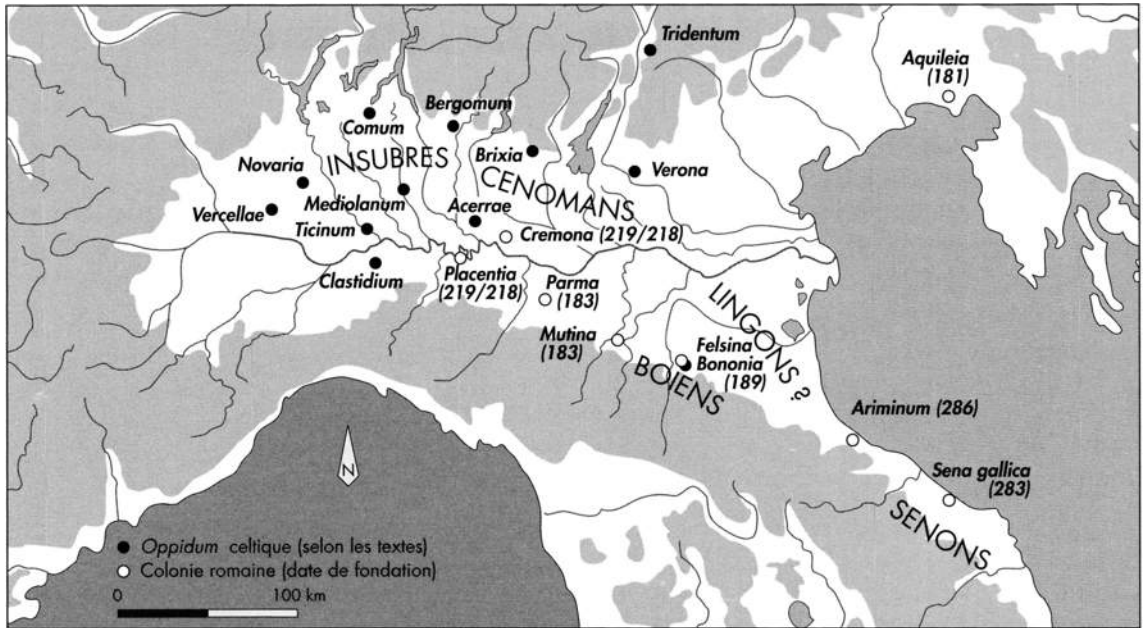 Tridentum
Aquileia
(181)
Bergomum
Comum
Brixia
INSUBRES
Novaria
CENOMANS
Verona
Mediolanum
Acerrae
Vercellae
Ticinum
Cremona (219/218)
Clastidium
Placentia
(219/218)
Parma
(183)
LINGONS ?
Mutina
(183)
Felsina
Bononia
(189)
BOIENS
Ariminum (286)
Sena gallica
(283)
SENONS
N
Oppidum celtique (selon les textes)
Colonie romaine (date de fondation)
0 100 km